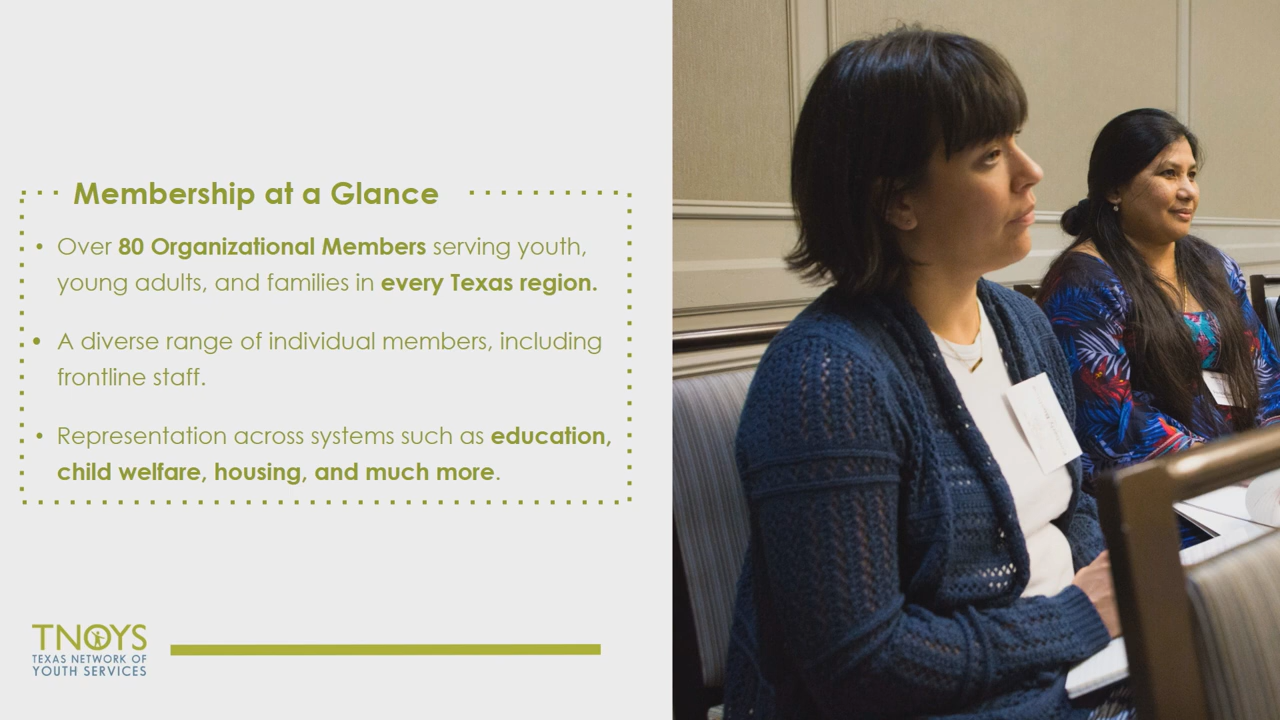 Membership at a Glance
• Over 80 Organizational Members serving youth,
young adults, and families in every Texas region.
• A diverse range of individual members, including
frontline staff.
• Representation across systems such as education,
child welfare, housing, and much more.
TNOYS
TEXAS NETWORK OF
YOUTH SERVICES